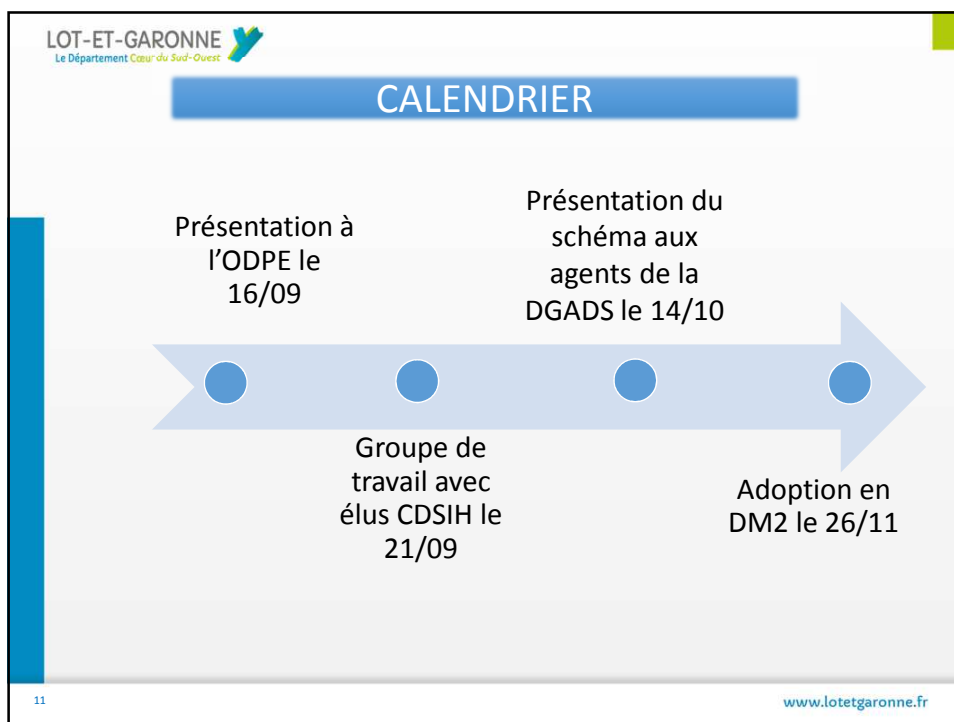 LOT-ET-GARONNE
Le Département Cœur du Sud-Ouest
CALENDRIER
Présentation à
l’ODPE le
16/09
Groupe de
travail avec
élus CDSIH le
21/09
Présentation du
schéma aux
agents de la
DGADS le 14/10
Adoption en
DM2 le 26/11
11
www.lotetgaronne.fr